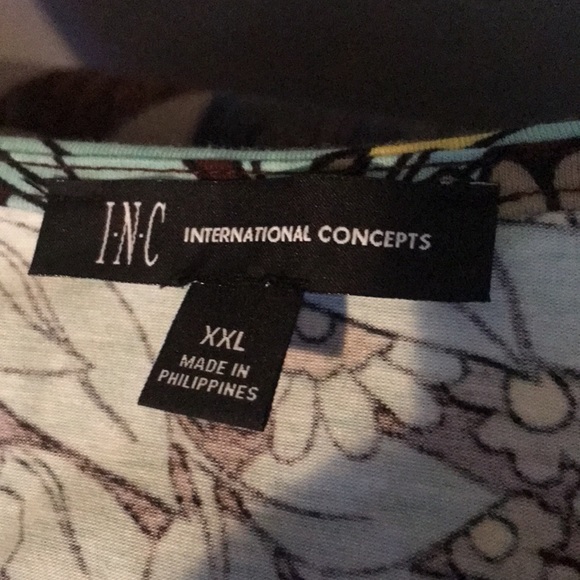 I·N·C INTERNATIONAL CONCEPTS
XXL
MADE IN
PHILIPPINES